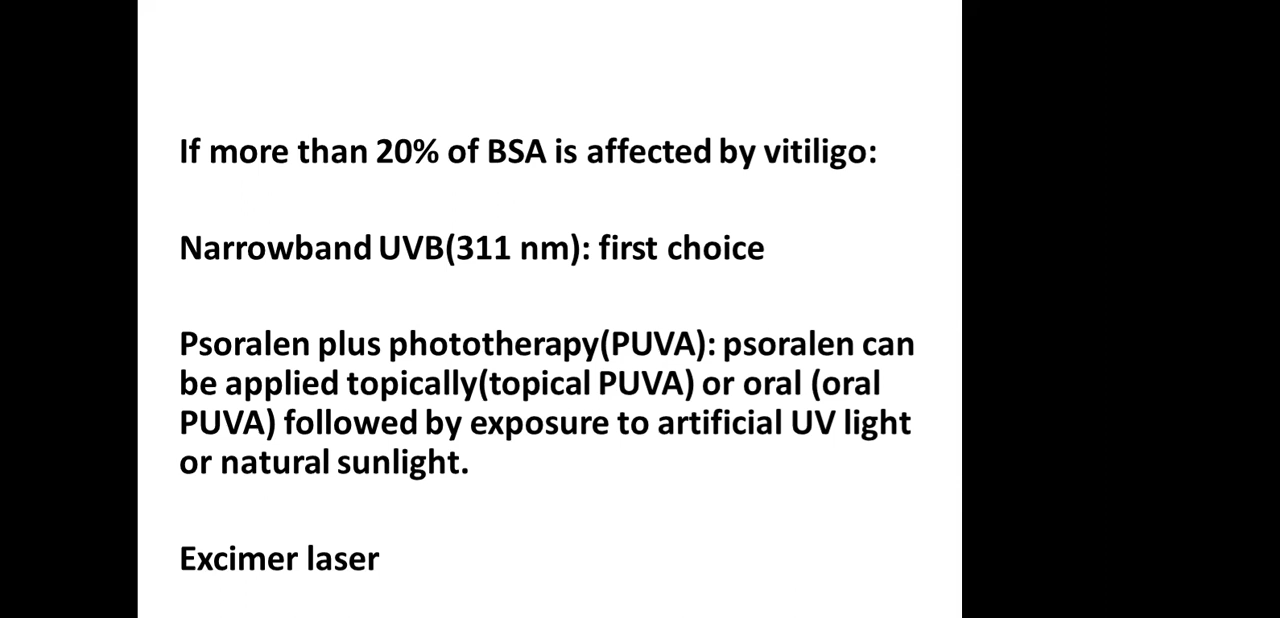 If more than 20% of BSA is affected by vitiligo:
Narrowband UVB(311 nm): first choice
Psoralen plus phototherapy(PUVA): psoralen can
be applied topically(topical PUVA) or oral (oral
PUVA) followed by exposure to artificial UV light
or natural sunlight.
Excimer laser